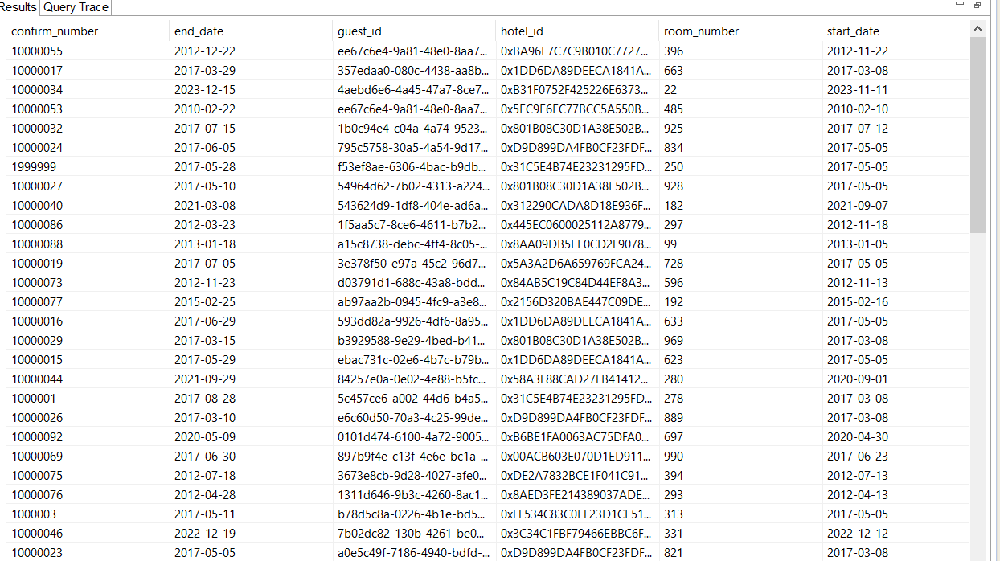 Results Query Trace
confirm_number end_date guest_id hotel_id room_number start_date
10000055 2012-12-22 ee67c6e4-9a81-48e0-8aa7... 0xBA96E7C7C9B010C7727... 396 2012-11-22
10000017 2017-03-29 357edaa0-080c-4438-aa8b... 0x1DD6DA89DEECA1841A... 663 2017-03-08
10000034 2023-12-15 4aebd6e6-4a45-47a7-8ce7... 0xB31F0752F425226E6373... 22 2023-11-11
10000053 2010-02-22 ee67c6e4-9a81-48e0-8aa7... 0x5EC9E6EC77BCC5A550B... 485 2010-02-10
10000032 2017-07-15 1b0c94e4-c04a-4a74-9523... 0x801B08C30D1A38E502B... 925 2017-07-12
10000024 2017-06-05 795c5758-30a5-4a54-9d17... 0xD9D899DA4FB0CF23FDF... 834 2017-05-05
1999999 2017-05-28 f53ef8ae-6306-4bac-b9db... 0x31C5E4B74E23231295FD... 250 2017-05-05
10000027 2017-05-10 54964d62-7b02-4313-a224... 0x801B08C30D1A38E502B... 928 2017-05-05
10000040 2021-03-08 543624d9-1df8-404e-ad6a... 0x312290CADA8D18E936F... 182 2021-09-07
10000086 2012-03-23 1f5aa5c7-8ce6-4611-b7b2... 0x445EC0600025112A8779... 297 2012-11-18
10000088 2013-01-18 a15c8738-debc-4ff4-8c05-... 0x8AA09DB5EE0CD2F9078... 99 2013-01-05
10000019 2017-07-05 3e378f50-e97a-45c2-96d7... 0x5A3A2D6A659769FCA24... 728 2017-05-05
10000073 2012-11-23 d03791d1-688c-43a8-bdd... 0x84AB5C19C84D44EF8A3... 596 2012-11-13
10000077 2015-02-25 ab97aa2b-0945-4fc9-a3e8... 0x2156D320BAE447C09DE... 192 2015-02-16
10000016 2017-06-29 593dd82a-9926-4df6-8a95... 0x1DD6DA89DEECA1841A... 633 2017-05-05
10000029 2017-03-15 b3929588-9e29-4bed-b41... 0x801B08C30D1A38E502B... 969 2017-03-08
10000015 2017-05-29 ebac731c-02e6-4b7c-b79b... 0x1DD6DA89DEECA1841A... 623 2017-05-05
10000044 2021-09-29 84257e0a-0e02-4e88-b5fc... 0x58A3F88CAD27FB41412... 280 2020-09-01
1000001 2017-08-28 5c457ce6-a002-44d6-b4a5... 0x31C5E4B74E23231295FD... 278 2017-03-08
10000026 2017-03-10 e6c60d50-70a3-4c25-99de... 0xD9D899DA4FB0CF23FDF... 889 2017-03-08
10000092 2020-05-09 0101d474-6100-4a72-9005... 0xB6BE1FA0063AC75DFA0... 697 2020-04-30
10000069 2017-06-30 897b9f4e-c13f-4e6e-bc1a-... 0x00ACB603E070D1ED911... 990 2017-06-23
10000075 2012-07-18 3673e8cb-9d28-4027-afe0... 0xDE2A7832BCE1F041C91... 394 2012-07-13
10000076 2012-04-28 1311d646-9b3c-4260-8ac1... 0x8AED3FE214389037ADE... 293 2012-04-13
1000003 2017-05-11 b78d5c8a-0226-4b1e-bd5... 0xFF534C83C0EF23D1CE51... 313 2017-05-05
10000046 2022-12-19 7b02dc82-130b-4261-be0... 0x3C34C1FBF79466EBBC6F... 331 2022-12-12
10000023 2017-05-05 a0e5c49f-7186-4940-bdfd-... 0xD9D899DA4FB0CF23FDF... 821 2017-03-08